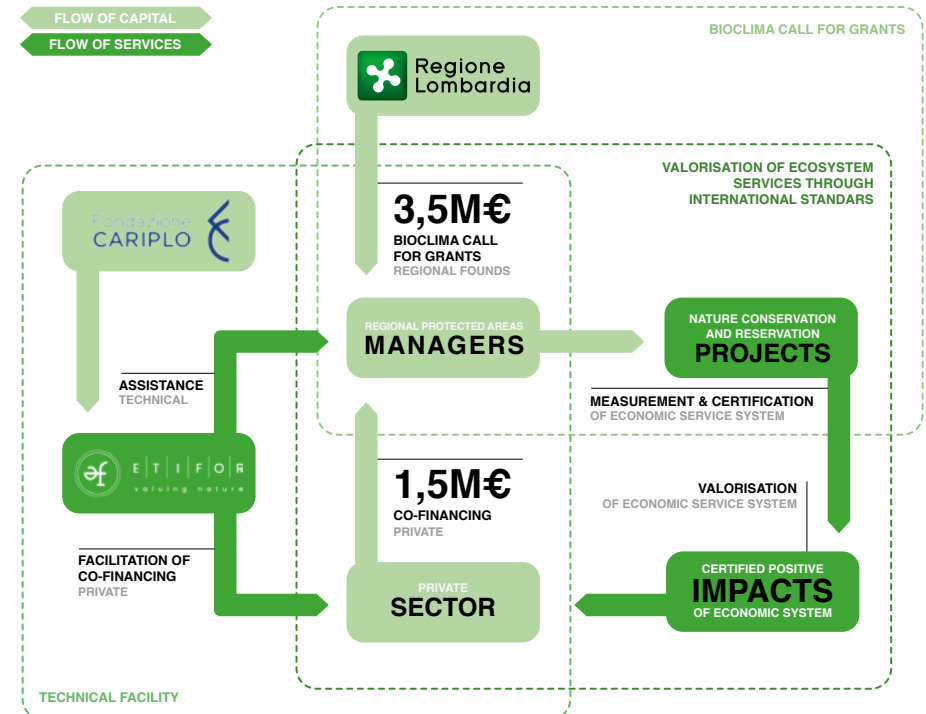 FLOW OF CAPITAL
FLOW OF SERVICES
BIOCLIMA CALL FOR GRANTS
Regione
Lombardia
VALORISATION OF ECOSYSTEM
SERVICES THROUGH
INTERNATIONAL STANDARS
Fondazione
CARIPLO
3,5M€
BIOCLIMA CALL
FOR GRANTS
REGIONAL FOUNDS
REGIONAL PROTECTED AREAS
MANAGERS
NATURE CONSERVATION
AND RESERVATION
PROJECTS
ASSISTANCE
TECHNICAL
MEASUREMENT & CERTIFICATION
OF ECONOMIC SERVICE SYSTEM
ef
E|T|I|F|O|R
valuing nature
1,5M€
CO-FINANCING
PRIVATE
VALORISATION
OF ECONOMIC SERVICE SYSTEM
FACILITATION OF
CO-FINANCING
PRIVATE
PRIVATE
SECTOR
CERTIFIED POSITIVE
IMPACTS
OF ECONOMIC SYSTEM
TECHNICAL FACILITY